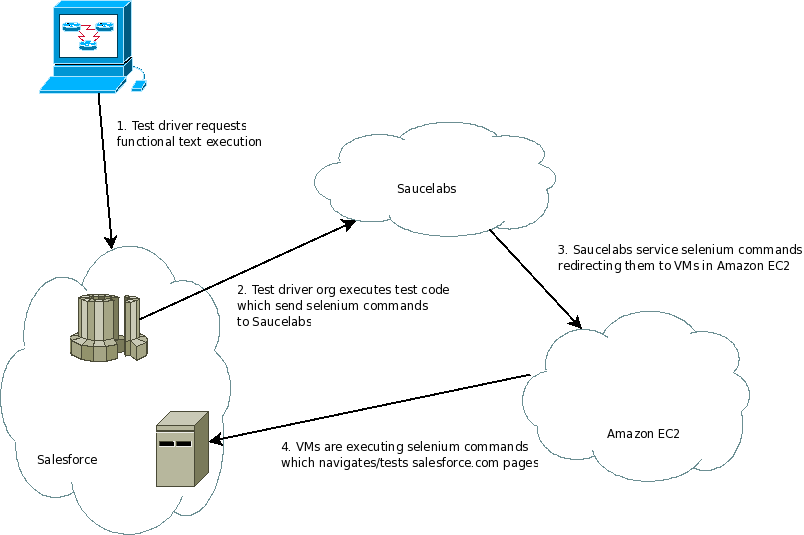 1. Test driver requests
functional text execution
Saucelabs
3. Saucelabs service selenium commands
redirecting them to VMs in Amazon EC2
2. Test driver org executes test code
which send selenium commands
to Saucelabs
Amazon EC2
4. VMs are executing selenium commands
which navigates/tests salesforce.com pages
Salesforce